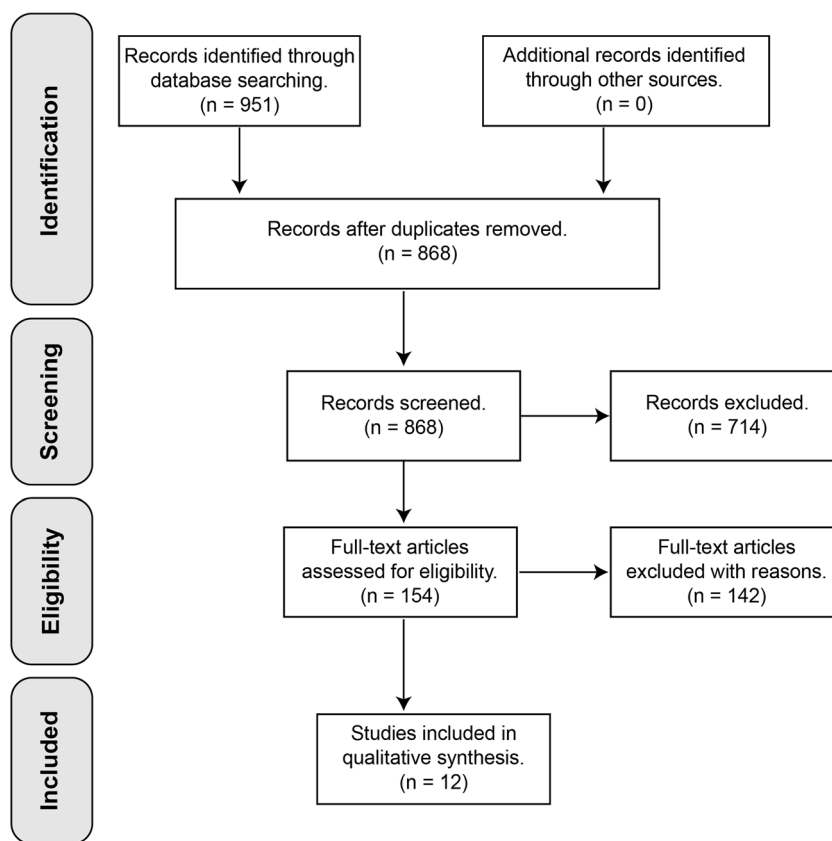 Identification
Records identified through
database searching.
(n = 951)
Additional records identified
through other sources.
(n = 0)
Records after duplicates removed.
(n = 868)
Screening
Records screened.
(n = 868)
Records excluded.
(n = 714)
Eligibility
Full-text articles
assessed for eligibility.
(n = 154)
Full-text articles
excluded with reasons.
(n = 142)
Included
Studies included in
qualitative synthesis.
(n = 12)